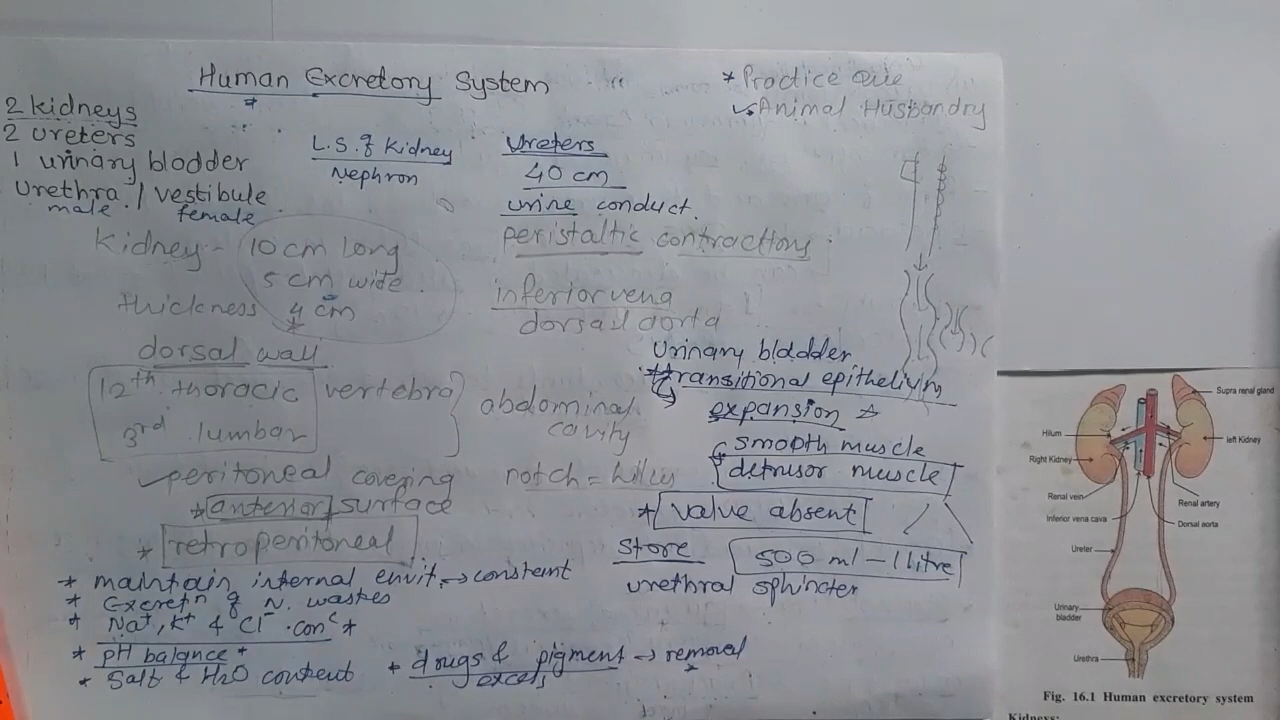 Human Excretory System
* Practice Que
Animal Husbandry
2 kidneys
2 ureters
1 urinary bladder
Urethra / vestibule
male female
L.S. of Kidney
Nephron
Ureters
40 cm
urine conduct.
peristaltic contractions
Kidney - 10 cm long
5 cm wide
thickness 4 cm
inferior vena
dorsal aorta
dorsal wall
12th thoracic vertebra
3rd lumbar
abdominal
cavity
peritoneal covering
* anterior surface
* retroperitoneal
notch = hilus
Urinary bladder
* transitional epithelium
expansion
smooth muscle
detrusor muscle
* valve absent
Store 500 ml - 1 litre
urethral sphincter
* maintain internal envit. → constant
* Excretn of N. wastes
* Na+, K+ & Cl- conc *
* pH balance *
* Salt & H2O content
* drugs & pigment → removal
excess
Supra renal gland
Hilum
left Kidney
Right Kidney
Renal vein
Renal artery
Inferior vena cava
Dorsal aorta
Ureter
Urinary
bladder
Urethra
Fig. 16.1 Human excretory system
Kidneys: